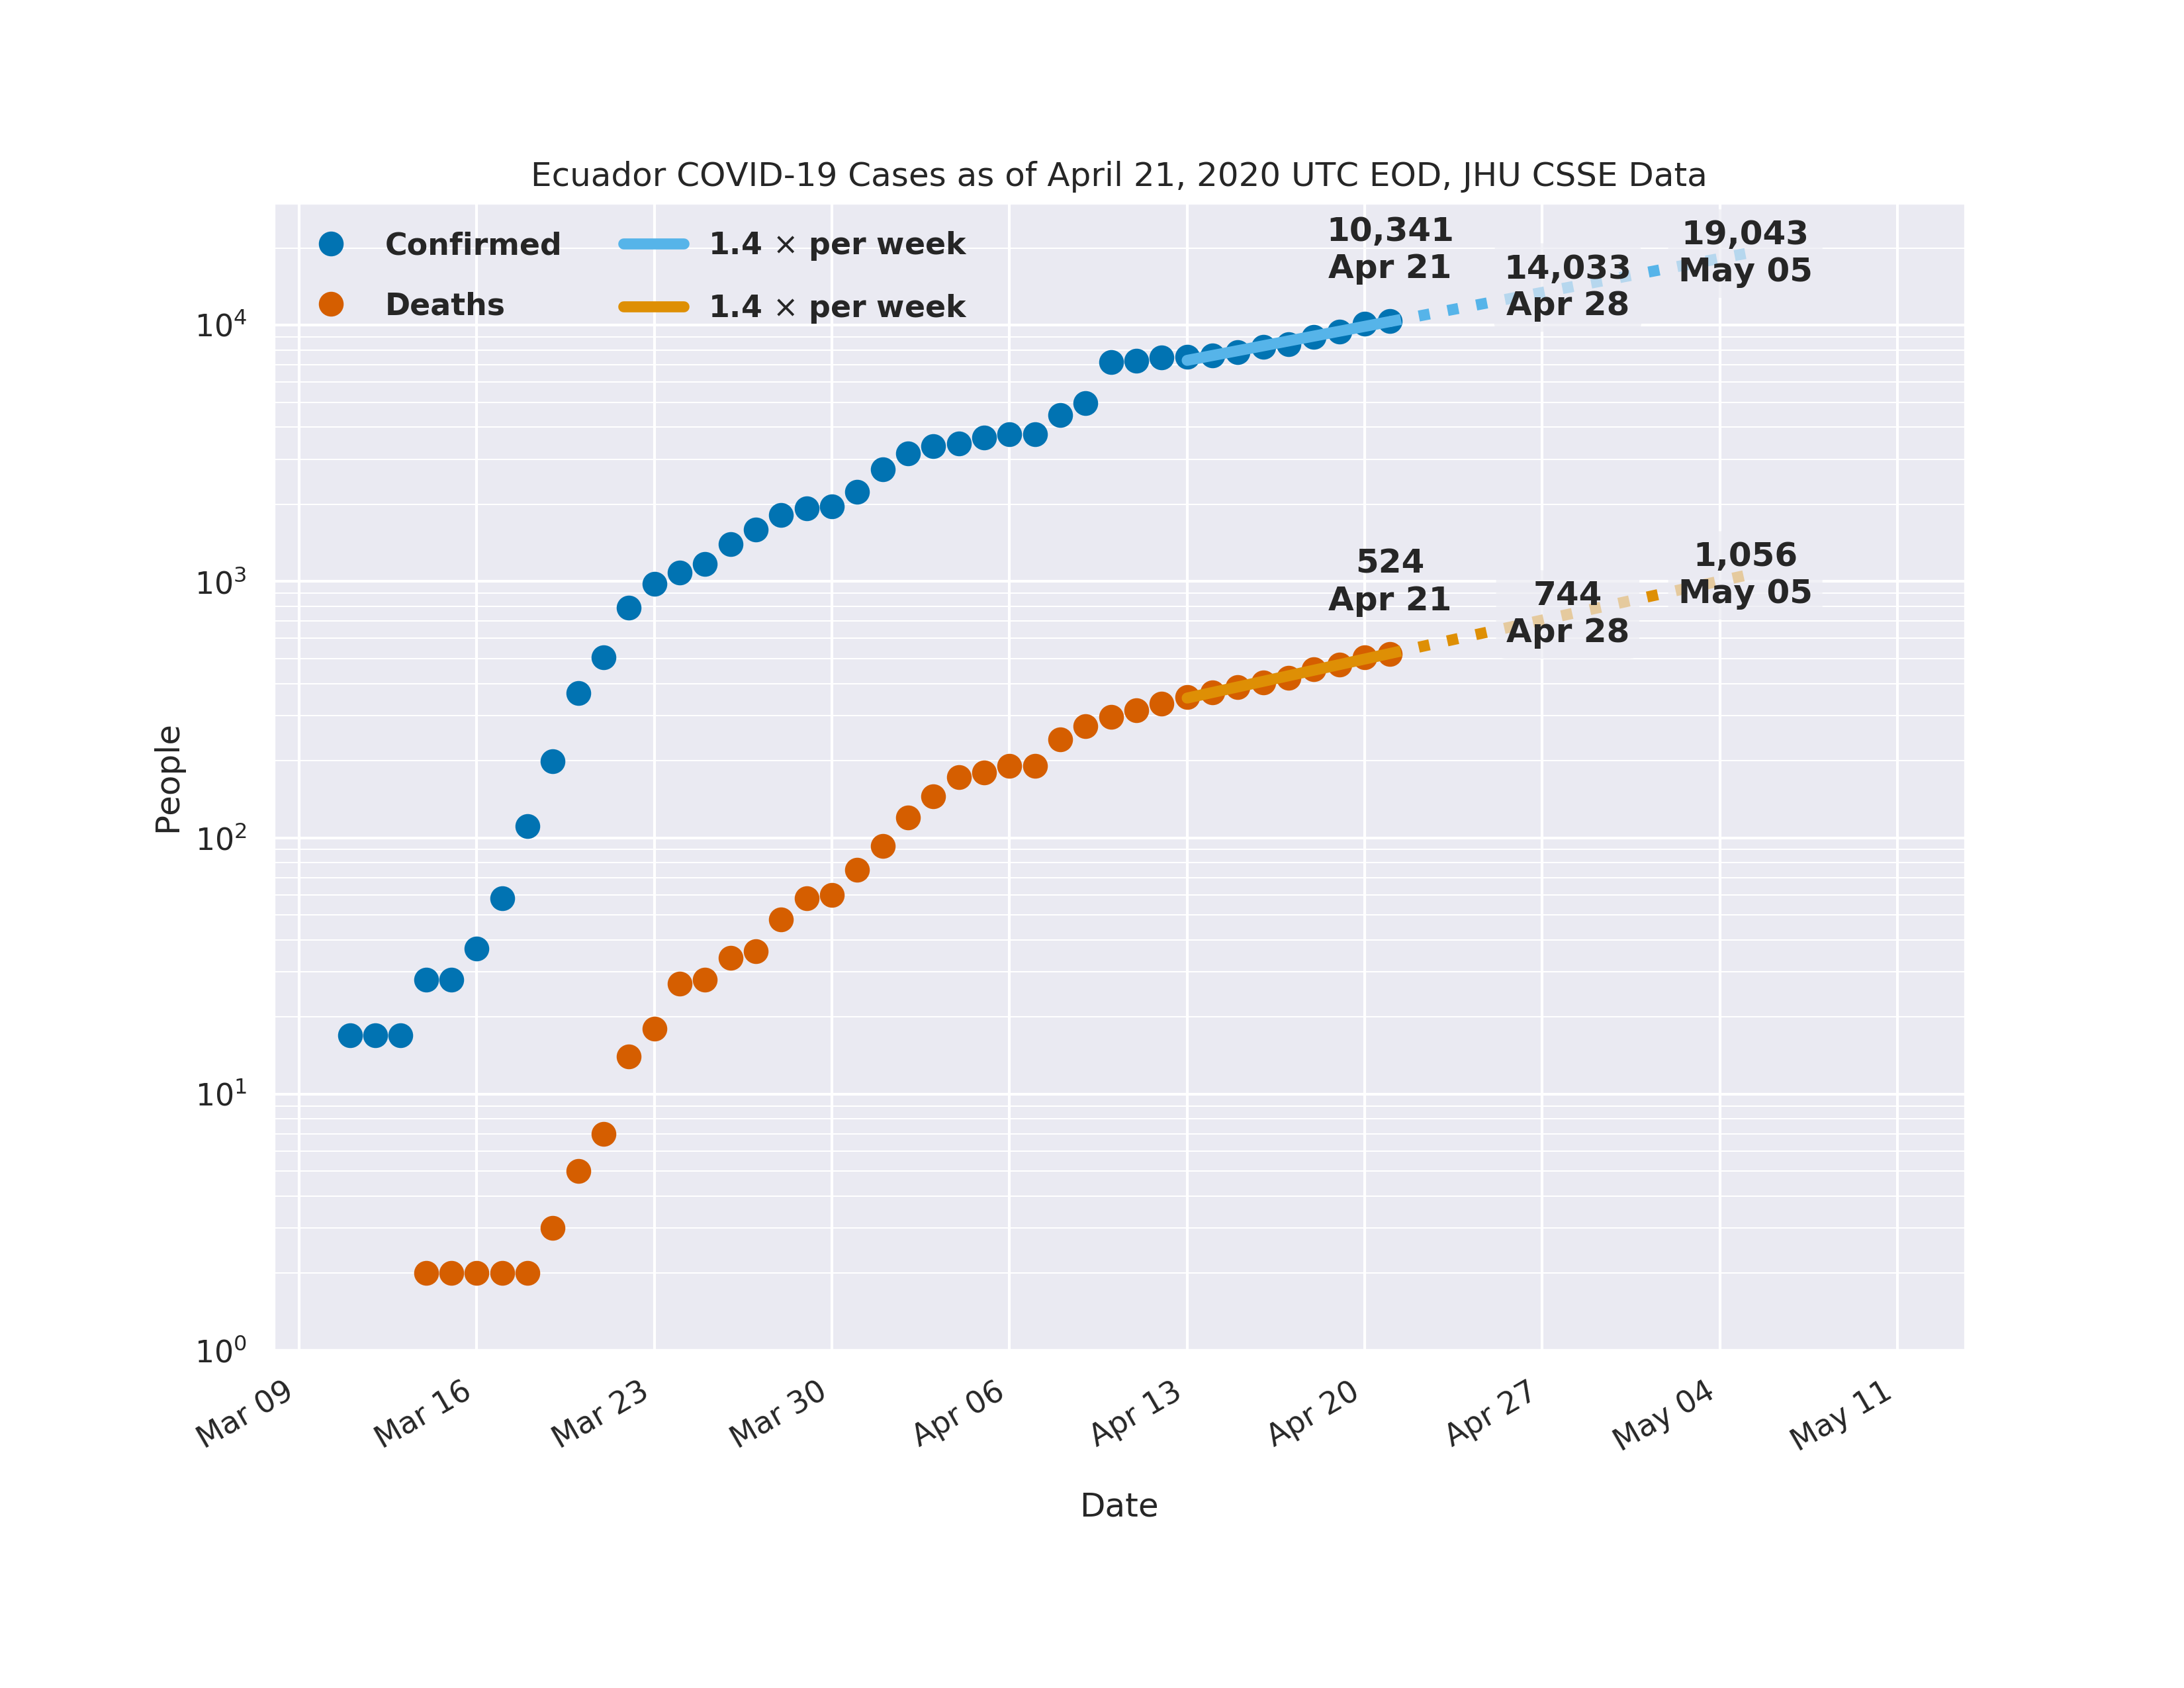 Ecuador COVID-19 Cases as of April 21, 2020 UTC EOD, JHU CSSE Data
Confirmed
Deaths
1.4 × per week
1.4 × per week
10,341
Apr 21
14,033
Apr 28
19,043
May 05
524
Apr 21
744
Apr 28
1,056
May 05
People
10⁴
10³
10²
10¹
10⁰
Mar 09
Mar 16
Mar 23
Mar 30
Apr 06
Apr 13
Apr 20
Apr 27
May 04
May 11
Date